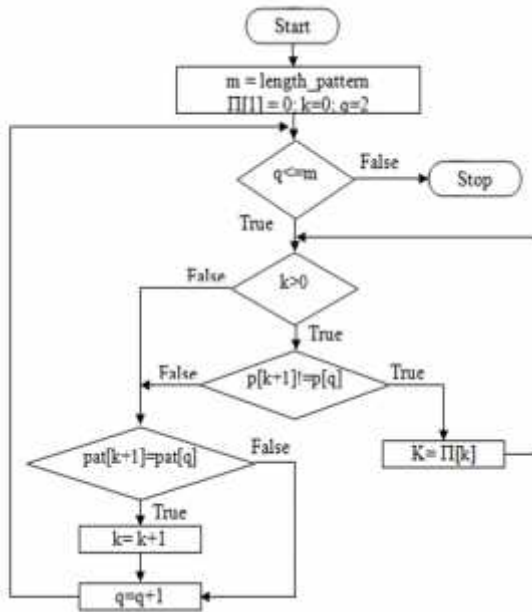 Start
m = length_pattern
Π[1] = 0; k=0; q=2
q<=m
False
Stop
True
k>0
False
True
p[k+1]!=p[q]
False
True
K= Π[k]
pat[k+1]=pat[q]
False
True
k= k+1
q=q+1